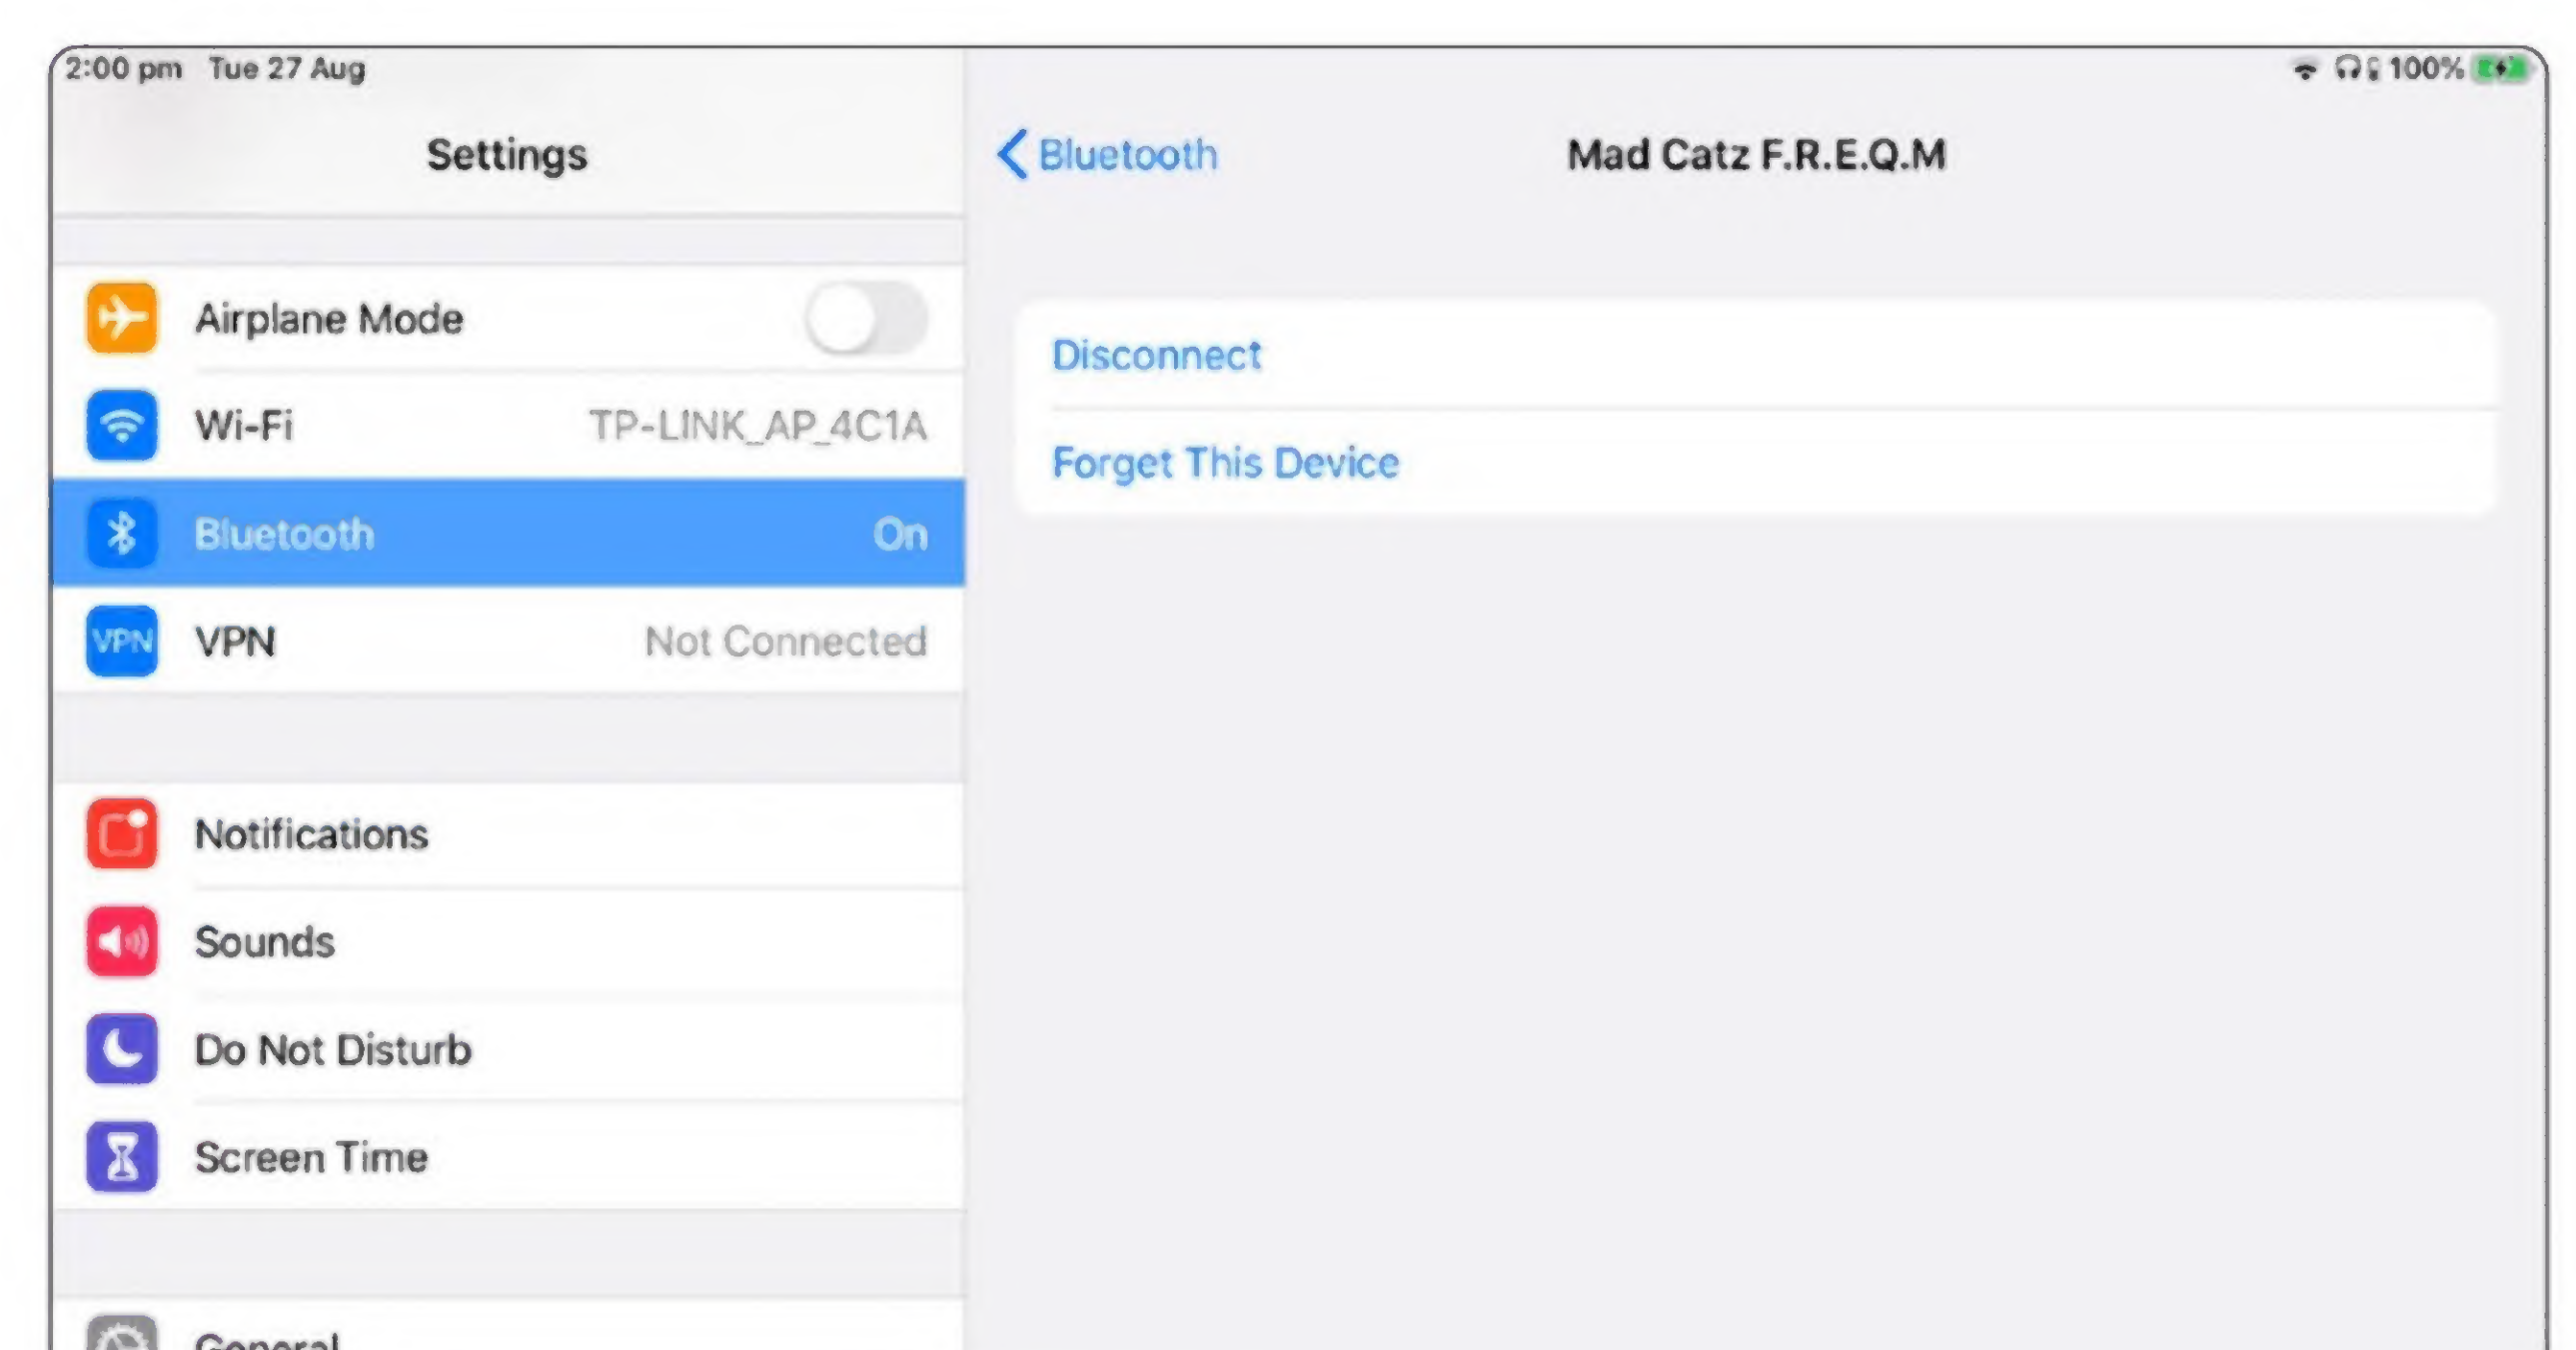 2:00 pm Tue 27 Aug
100%
Settings
Airplane Mode
Wi-Fi TP-LINK_AP_4C1A
Bluetooth On
VPN VPN Not Connected
Notifications
Sounds
Do Not Disturb
Screen Time
General
Bluetooth
Mad Catz F.R.E.Q.M
Disconnect
Forget This Device